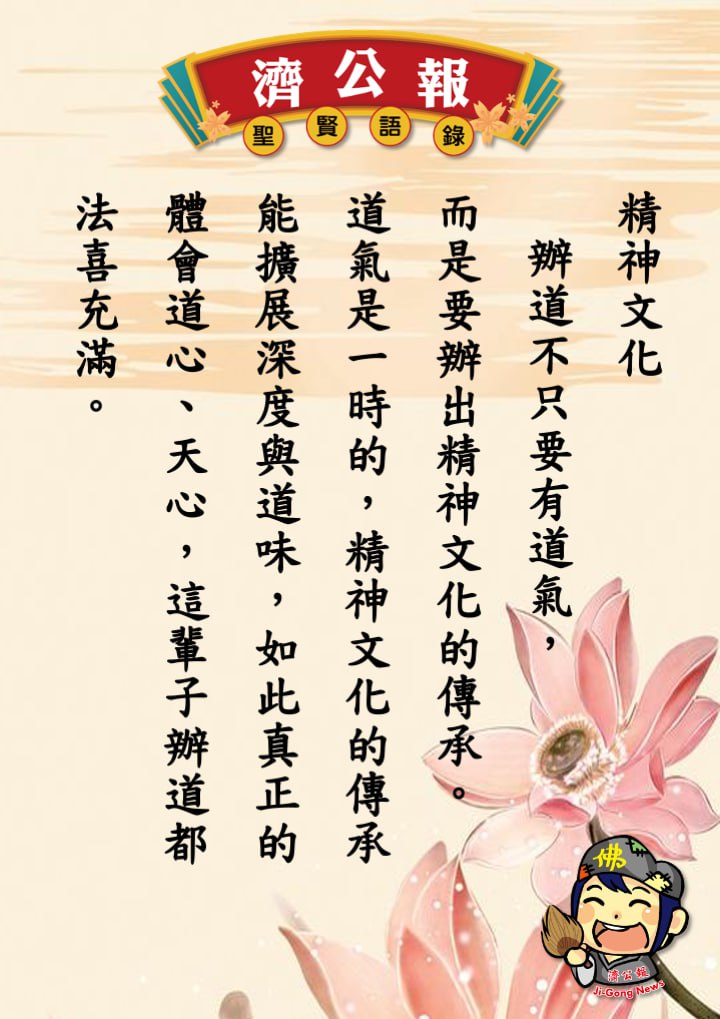 濟公報
聖賢語錄
精神文化
辦道不只要有道氣，
而是要辦出精神文化的傳承。
道氣是一時的，精神文化的傳承
能擴展深度與道味，如此真正的
體會道心、天心，這輩子辦道都
法喜充滿。
佛
濟公報
Ji-Gong News